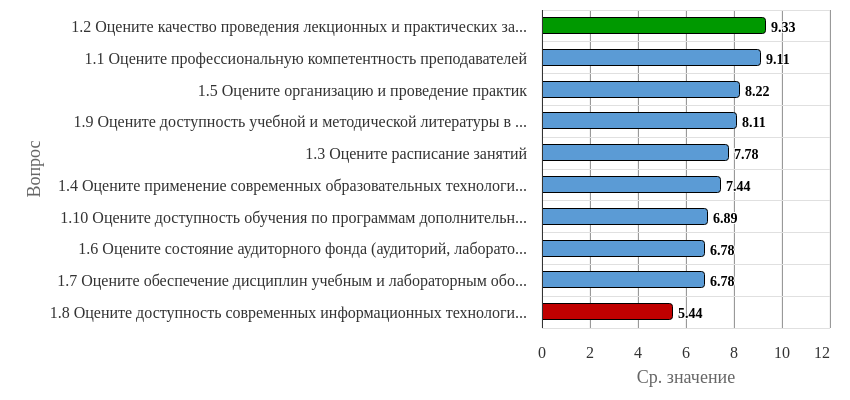 1.2 Оцените качество проведения лекционных и практических за...
9.33
1.1 Оцените профессиональную компетентность преподавателей
9.11
1.5 Оцените организацию и проведение практик
8.22
1.9 Оцените доступность учебной и методической литературы в ...
8.11
1.3 Оцените расписание занятий
7.78
1.4 Оцените применение современных образовательных технологи...
7.44
1.10 Оцените доступность обучения по программам дополнительн...
6.89
1.6 Оцените состояние аудиторного фонда (аудиторий, лаборато...
6.78
1.7 Оцените обеспечение дисциплин учебным и лабораторным обо...
6.78
1.8 Оцените доступность современных информационных технологи...
5.44
Вопрос
0 2 4 6 8 10 12
Ср. значение